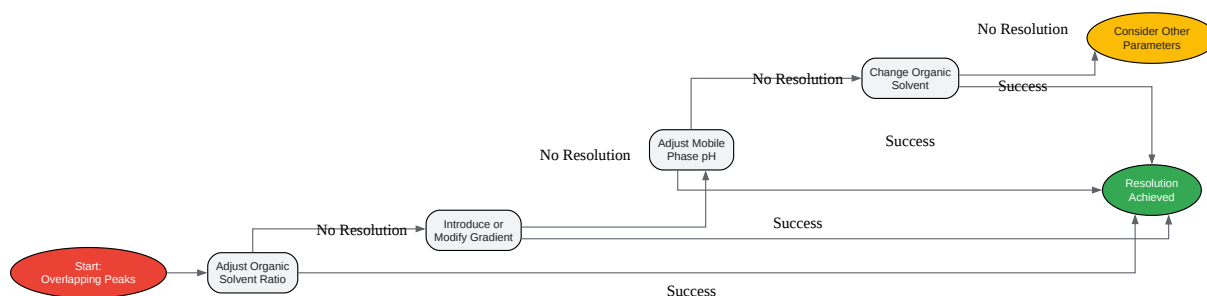 No Resolution
Consider Other
Parameters
No Resolution
Change Organic
Solvent
Success
No Resolution
Adjust Mobile
Phase pH
Success
Resolution
Achieved
No Resolution
Introduce or
Modify Gradient
Success
Start:
Overlapping Peaks
Adjust Organic
Solvent Ratio
Success